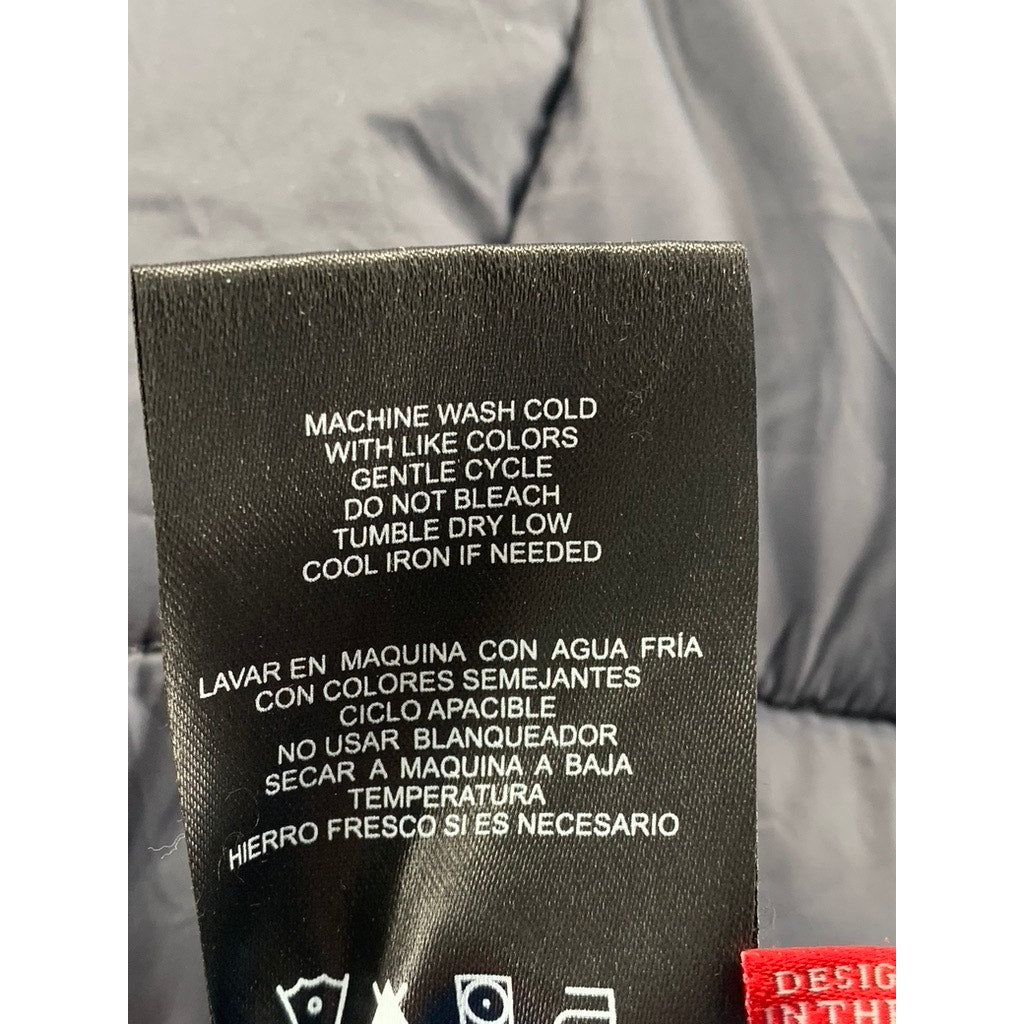 MACHINE WASH COLD
WITH LIKE COLORS
GENTLE CYCLE
DO NOT BLEACH
TUMBLE DRY LOW
COOL IRON IF NEEDED
LAVAR EN MAQUINA CON AGUA FRÍA
CON COLORES SEMEJANTES
CICLO APACIBLE
NO USAR BLANQUEADOR
SECAR A MAQUINA A BAJA
TEMPERATURA
HIERRO FRESCO SI ES NECESARIO
DESIG
IN THE